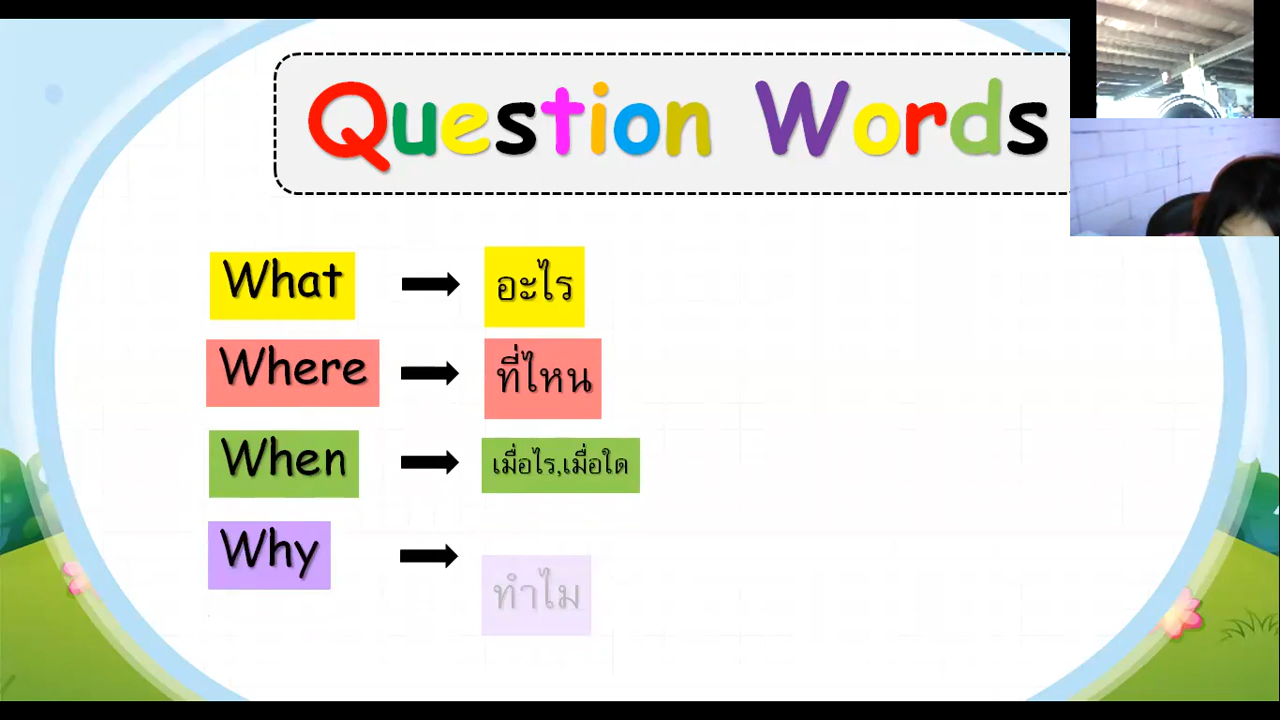 Question Words
What → อะไร
Where → ที่ไหน
When → เมื่อไร,เมื่อใด
Why → ทำไม